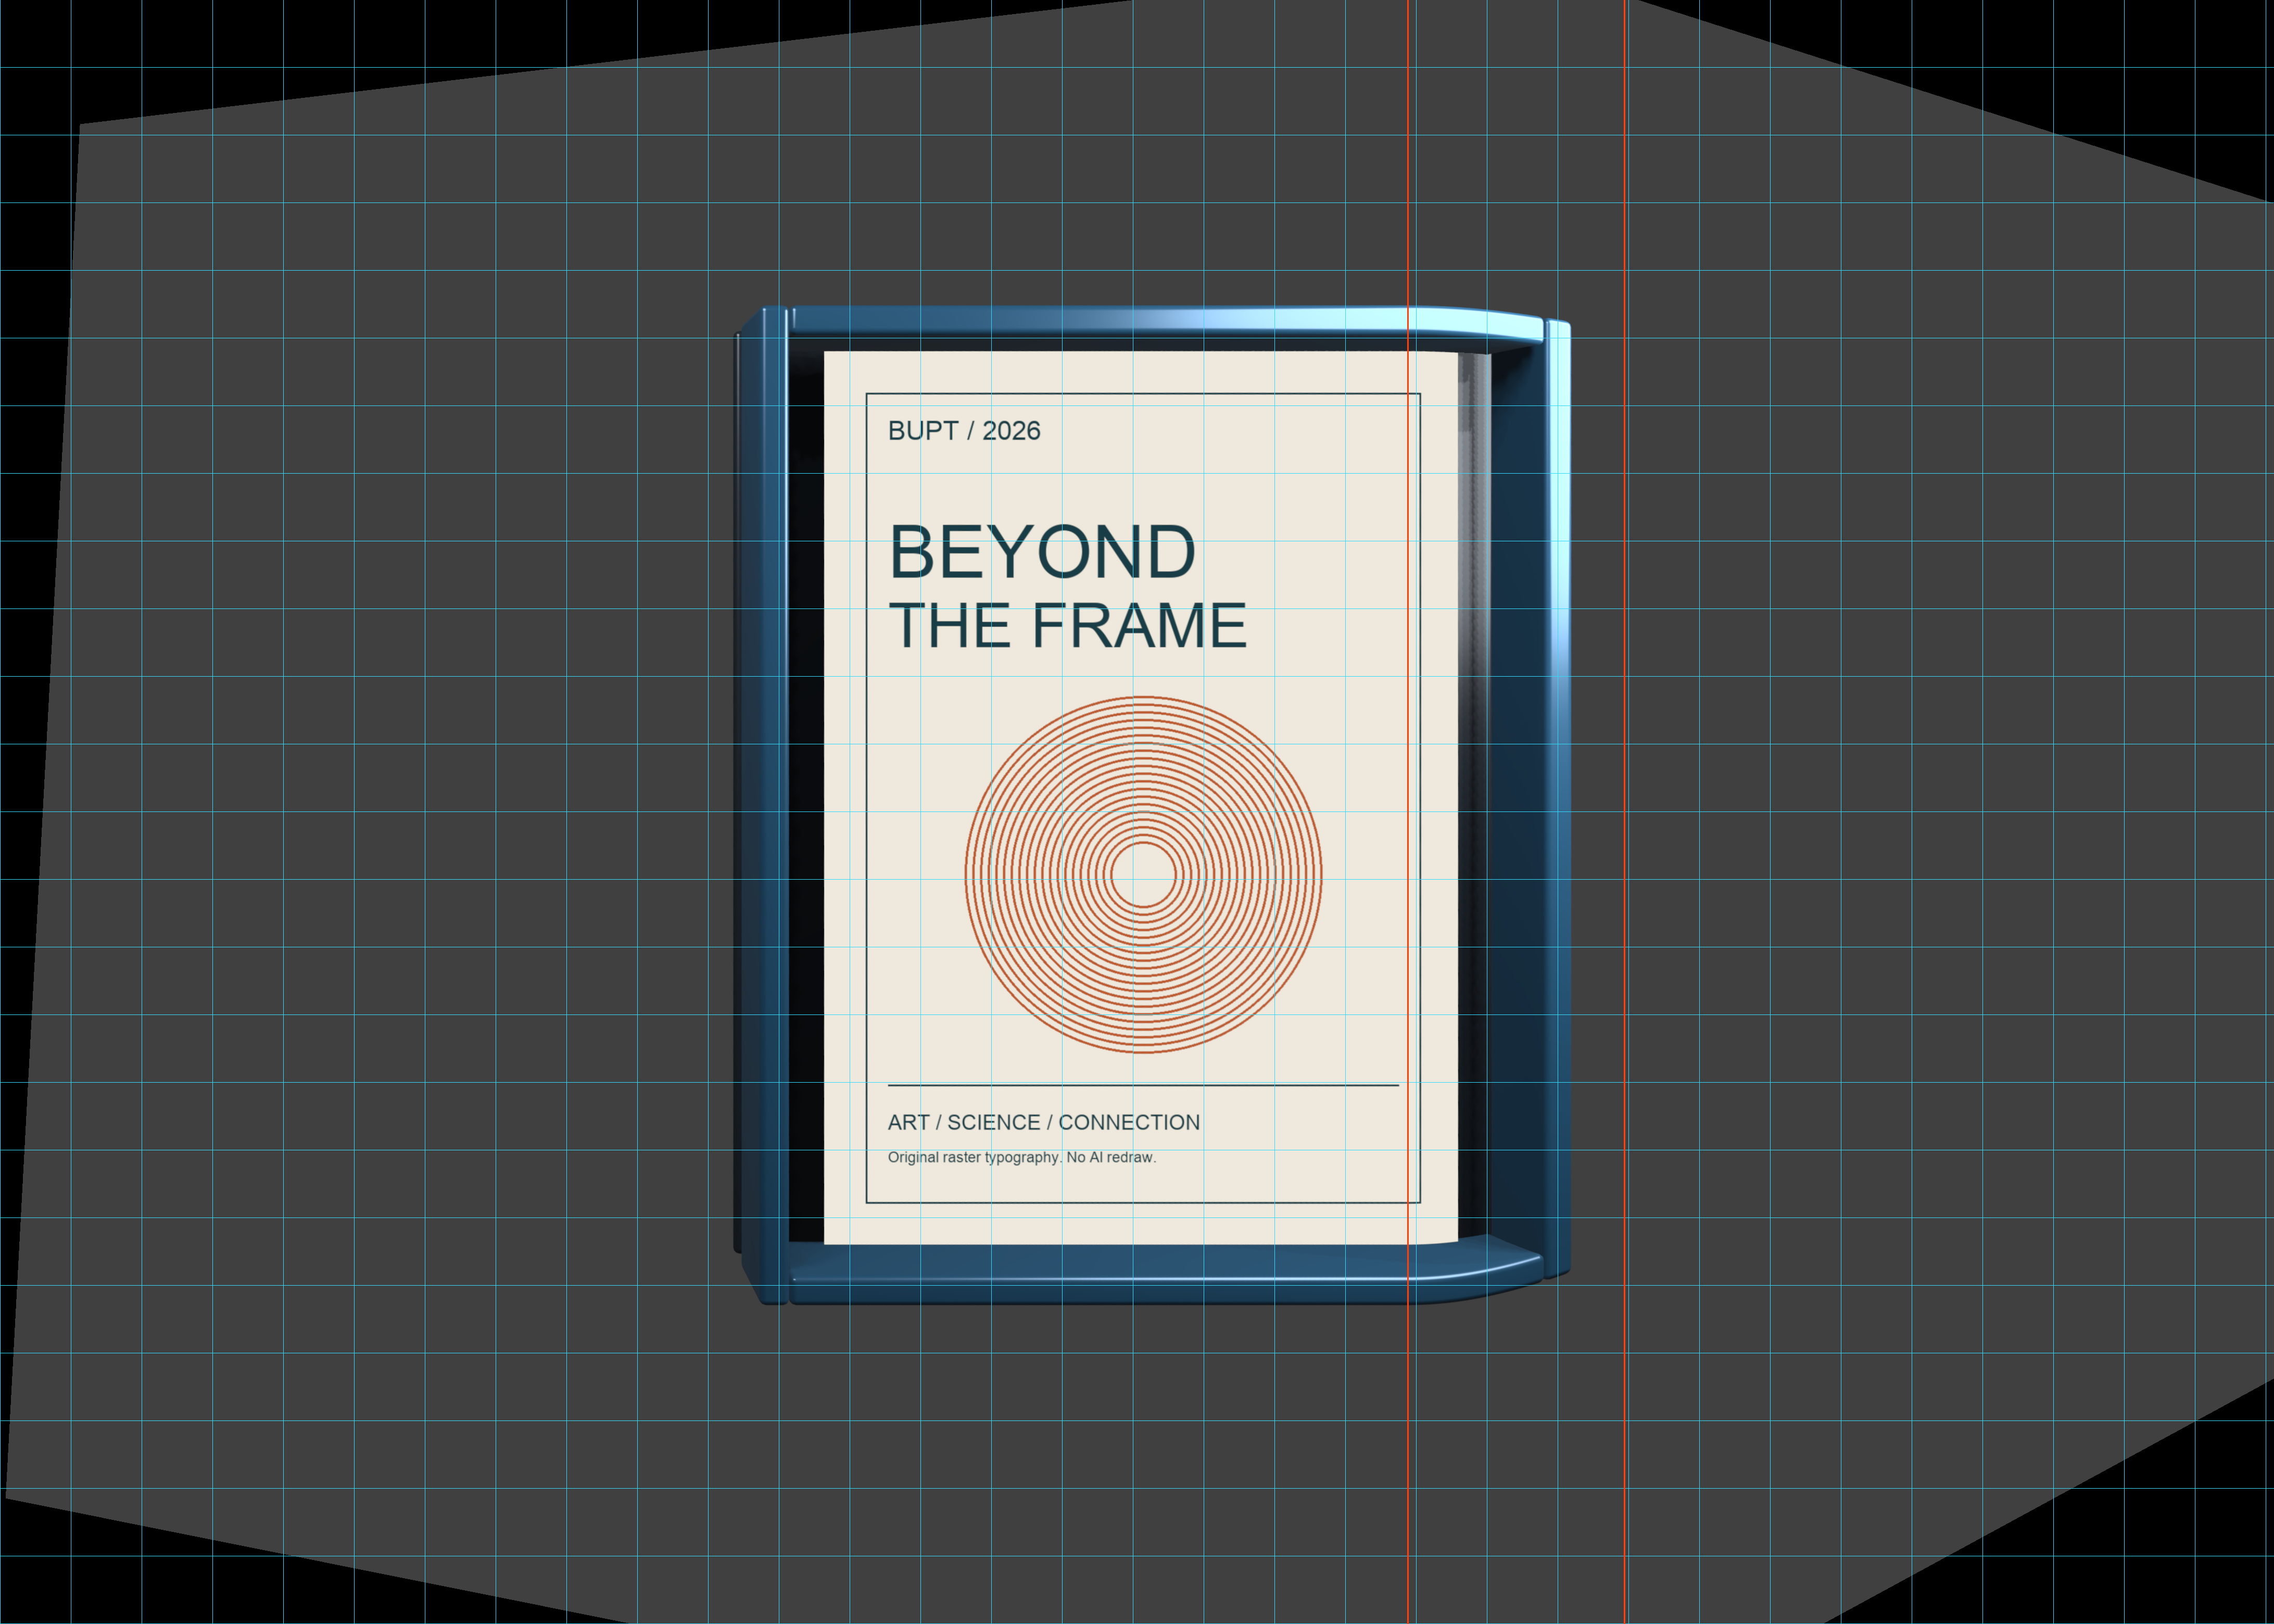 BUPT / 2026
BEYOND
THE FRAME
ART / SCIENCE / CONNECTION
Original raster typography. No AI redraw.